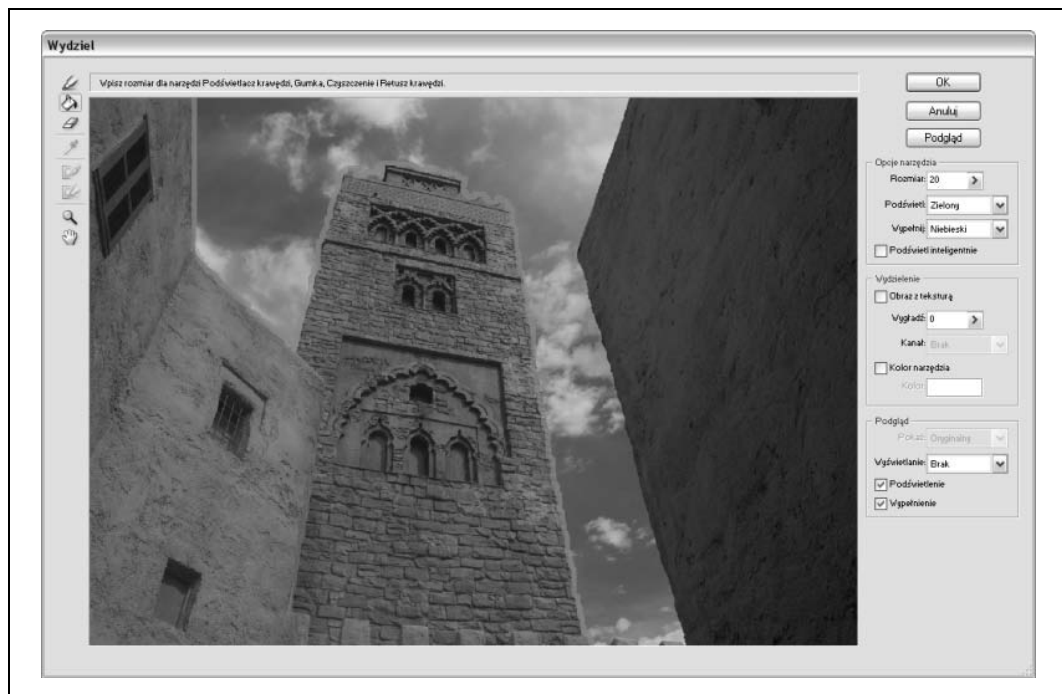 Wydziel
Wpisz rozmiar dla narzędzi Podświetlacz krawędzi, Gumka, Czyszczenie i Retusz krawędzi.
OK
Anuluj
Podgląd
Opcje narzędzia
Rozmiar: 20
Podświetl: Zielony
Wypełnij: Niebieski
Podświetl inteligentnie
Wydzielenie
Obraz z teksturą
Wygładź: 0
Kanał: Brak
Kolor narzędzia
Kolor:
Podgląd
Pokaż: Oryginalny
Wyświetlanie: Brak
Podświetlenie
Wypełnienie